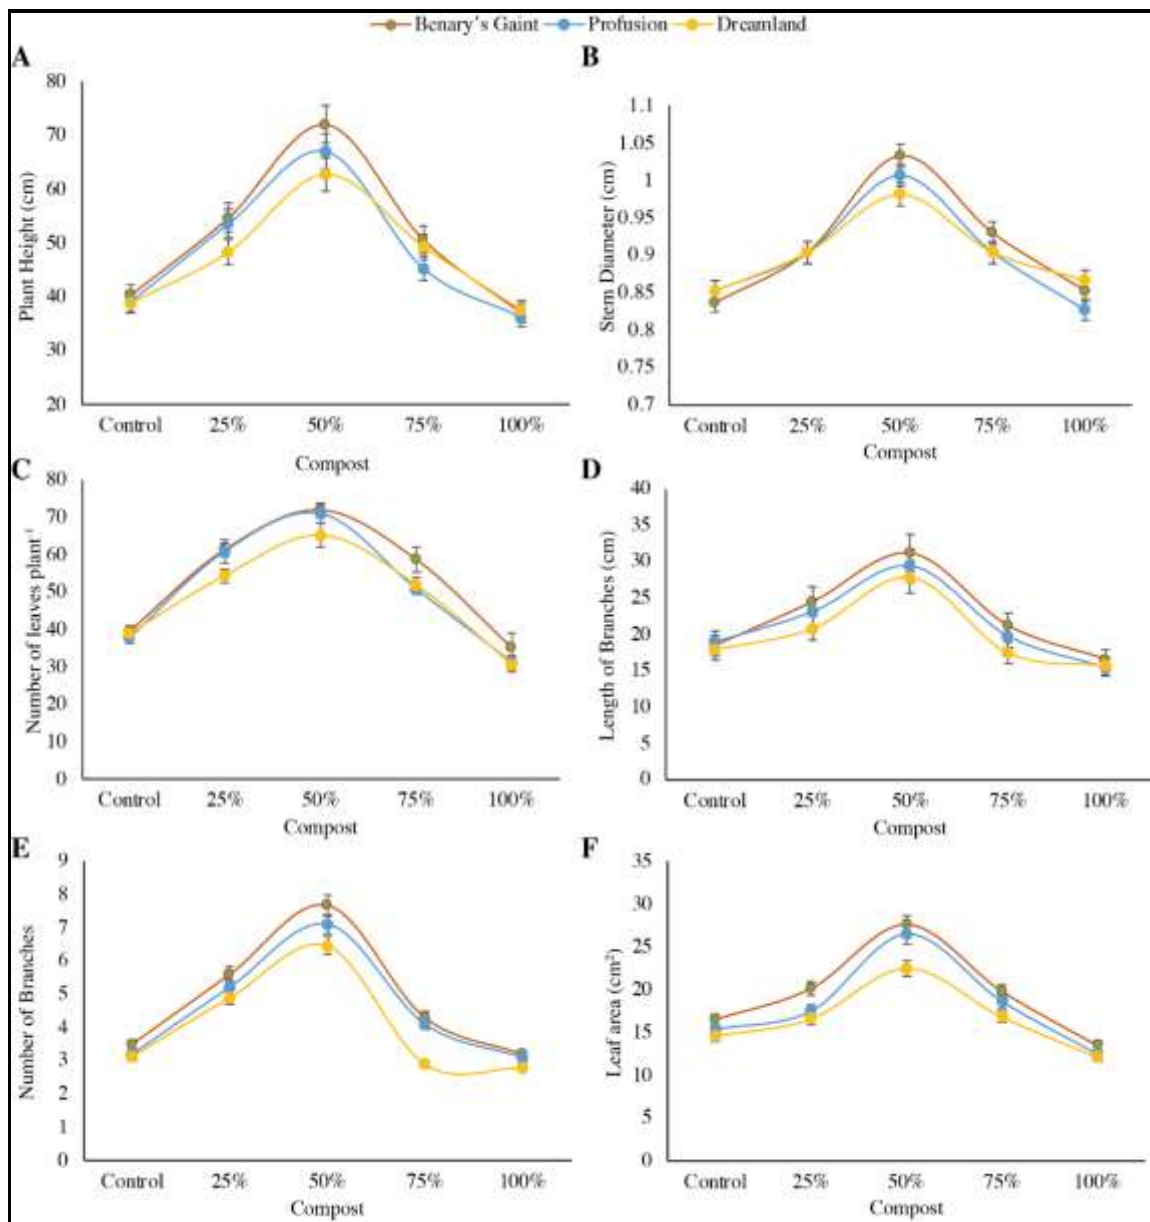 Benary's Gaint Profusion Dreamland
A
Plant Height (cm)
80
70
60
50
40
30
20
Control 25% 50% 75% 100%
Compost
B
Stem Diameter (cm)
1.1
1.05
1
0.95
0.9
0.85
0.8
0.75
0.7
Control 25% 50% 75% 100%
Compost
C
Number of leaves plant⁻¹
80
70
60
50
40
30
20
10
0
Control 25% 50% 75% 100%
Compost
D
Length of Branches (cm)
40
35
30
25
20
15
10
5
0
Control 25% 50% 75% 100%
Compost
E
Number of Branches
9
8
7
6
5
4
3
2
1
0
Control 25% 50% 75% 100%
Compost
F
Leaf area (cm²)
35
30
25
20
15
10
5
0
Control 25% 50% 75% 100%
Compost